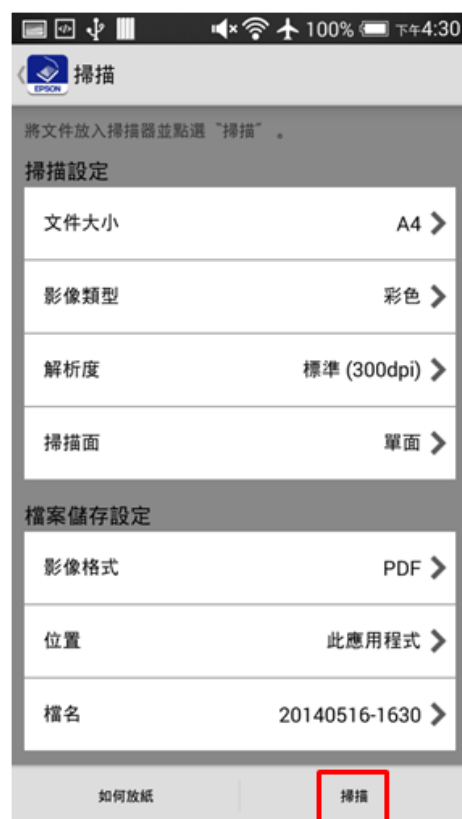 100% 下午4:30
EPSON 掃描
將文件放入掃描器並點選〝掃描〞。
掃描設定
文件大小 A4
影像類型 彩色
解析度 標準 (300dpi)
掃描面 單面
檔案儲存設定
影像格式 PDF
位置 此應用程式
檔名 20140516-1630
如何放紙 掃描